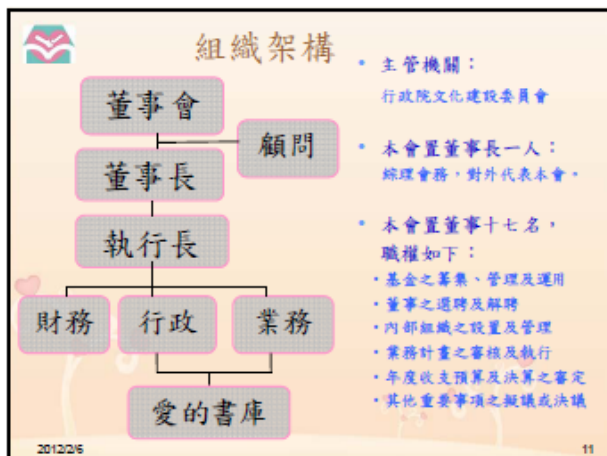 組織架構
董事會
顧問
董事長
執行長
財務
行政
業務
愛的書庫
• 主管機關：
行政院文化建設委員會
• 本會置董事長一人：
綜理會務，對外代表本會。
• 本會置董事十七名，
職權如下：
•基金之籌集、管理及運用
•董事之選聘及解聘
•內部組織之設置及管理
•業務計畫之審核及執行
•年度收支預算及決算之審定
•其他重要事項之擬議或決議
2012/2/6
11